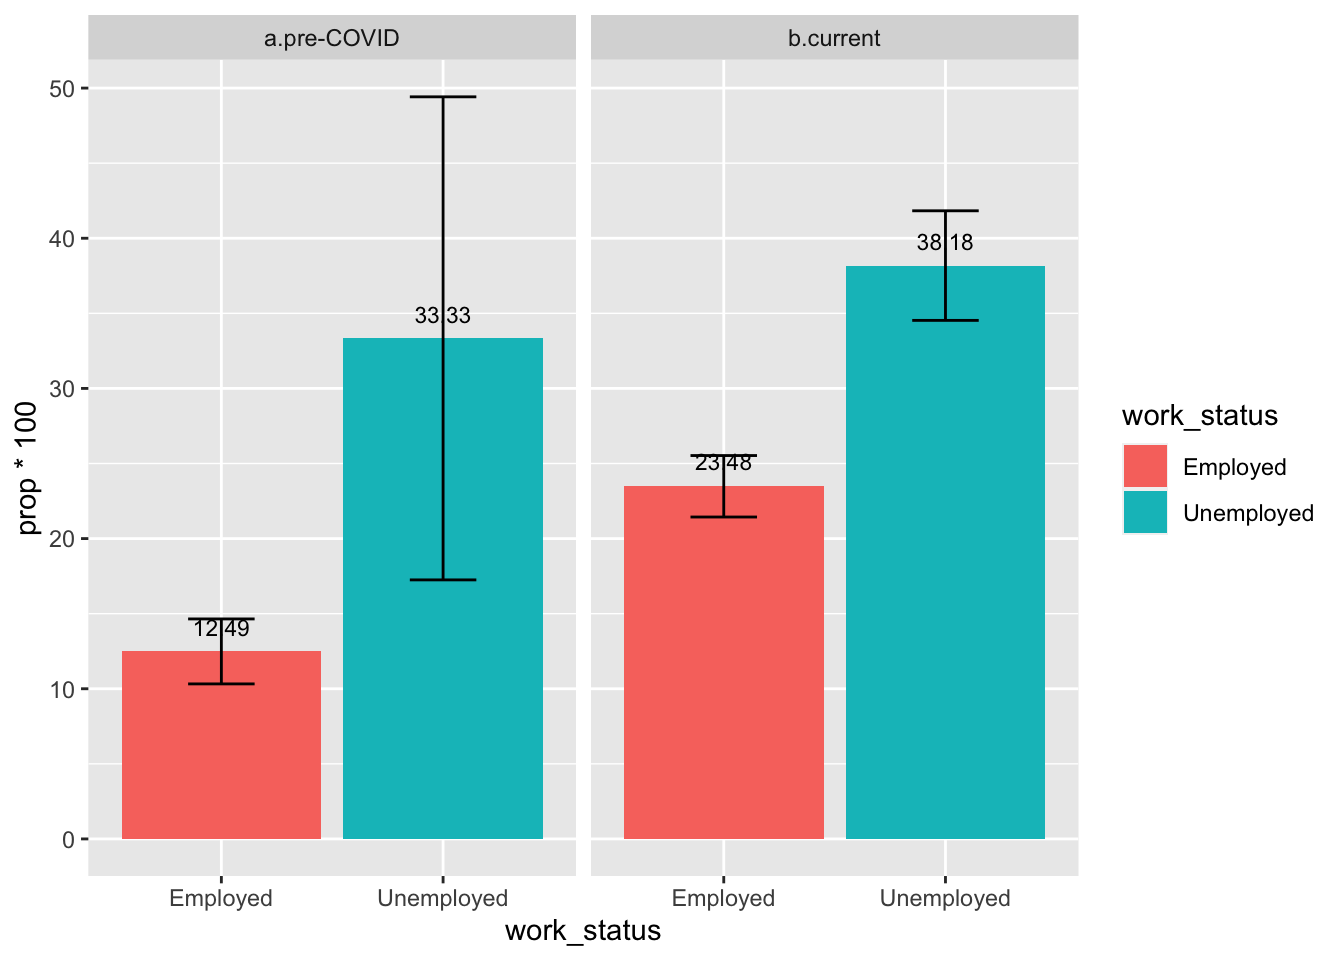 a.pre-COVID
b.current
50
40
30
20
10
0
prop * 100
12.49
33.33
23.48
38.18
Employed
Unemployed
Employed
Unemployed
work_status
work_status
Employed
Unemployed